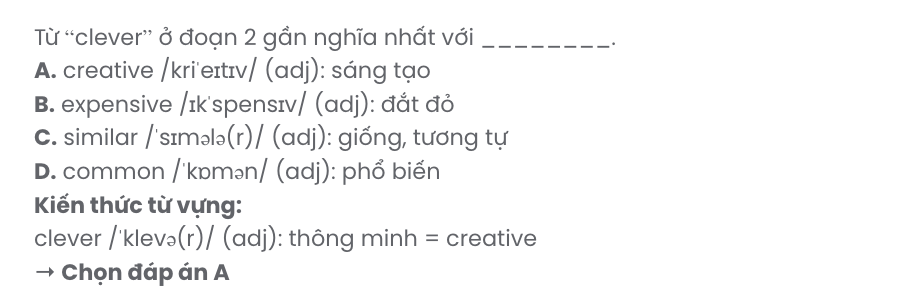 Từ “clever” ở đoạn 2 gần nghĩa nhất với ________.
A. creative /kriˈeɪtɪv/ (adj): sáng tạo
B. expensive /ɪkˈspensɪv/ (adj): đắt đỏ
C. similar /ˈsɪmələ(r)/ (adj): giống, tương tự
D. common /ˈkɒmən/ (adj): phổ biến
Kiến thức từ vựng:
clever /ˈklevə(r)/ (adj): thông minh = creative
→ Chọn đáp án A